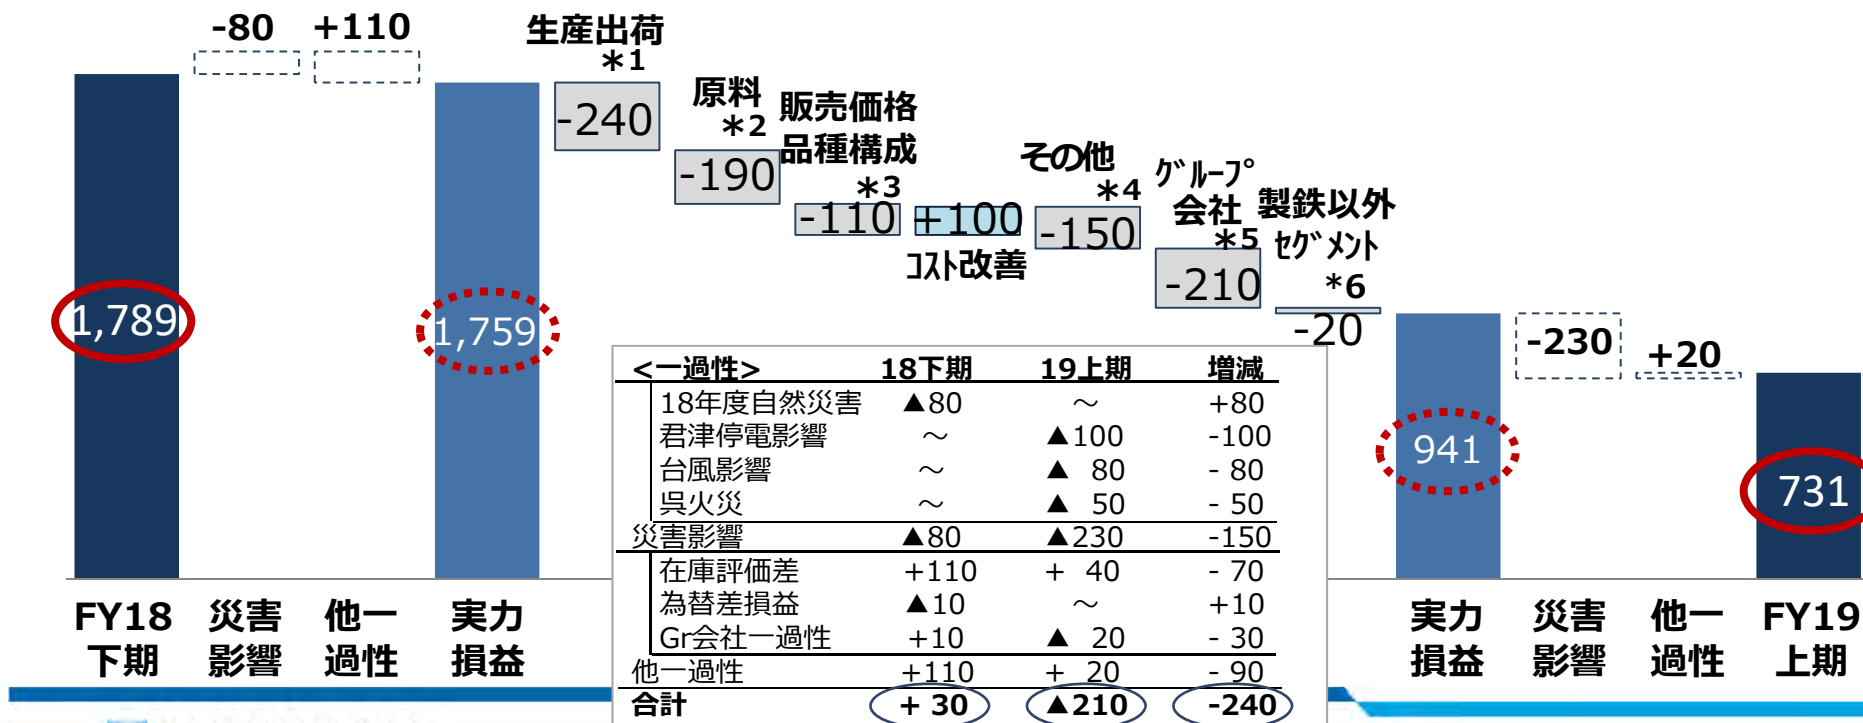 -80
+110
生産出荷
*1
-240
原料
*2
-190
販売価格
品種構成
*3
-110
+100
コスト改善
その他
*4
-150
グループ
会社
*5
-210
製鉄以外
セグメント
*6
-20
1,789
1,759
941
-230
+20
731
<一過性> 18下期 19上期 増減
18年度自然災害 ▲80 ～ +80
君津停電影響 ～ ▲100 -100
台風影響 ～ ▲ 80 - 80
呉火災 ～ ▲ 50 - 50
災害影響 ▲80 ▲230 -150
在庫評価差 +110 + 40 - 70
為替差損益 ▲10 ～ +10
Gr会社一過性 +10 ▲ 20 - 30
他一過性 +110 + 20 - 90
合計 + 30 ▲210 -240
FY18
下期
災害
影響
他一
過性
実力
損益
実力
損益
災害
影響
他一
過性
FY19
上期